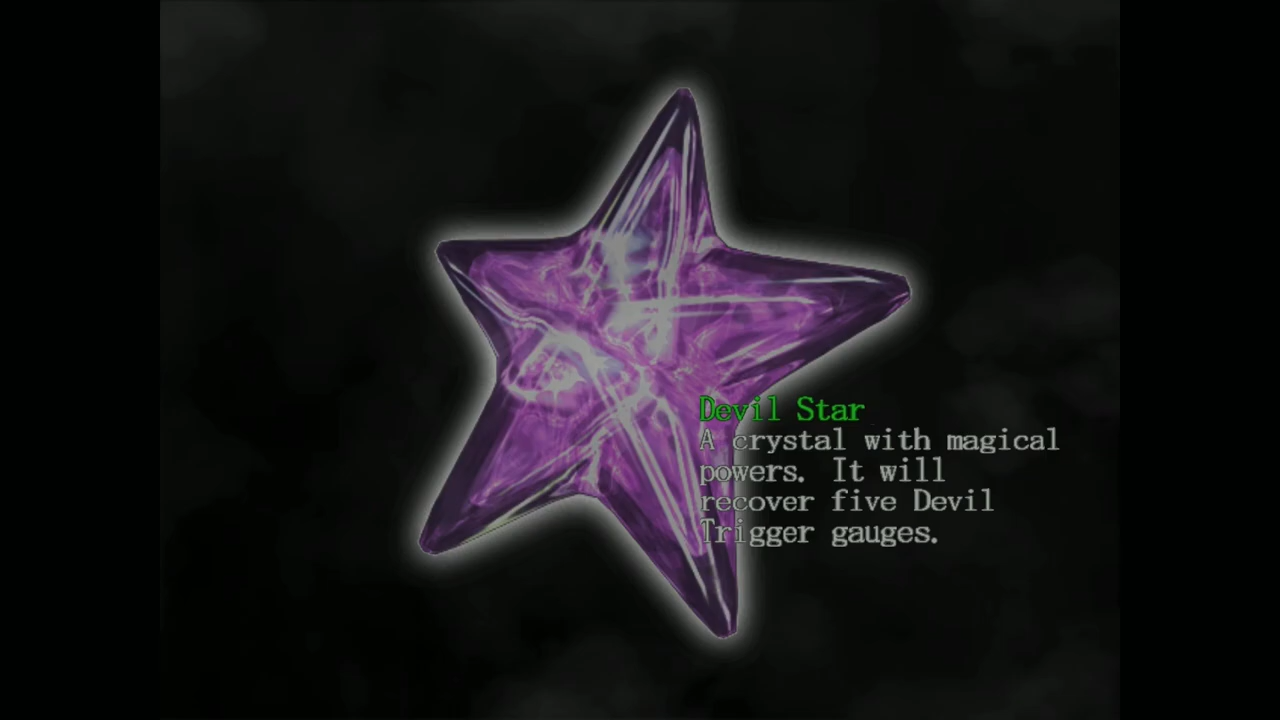 Devil Star
A crystal with magical
powers. It will
recover five Devil
Trigger gauges.